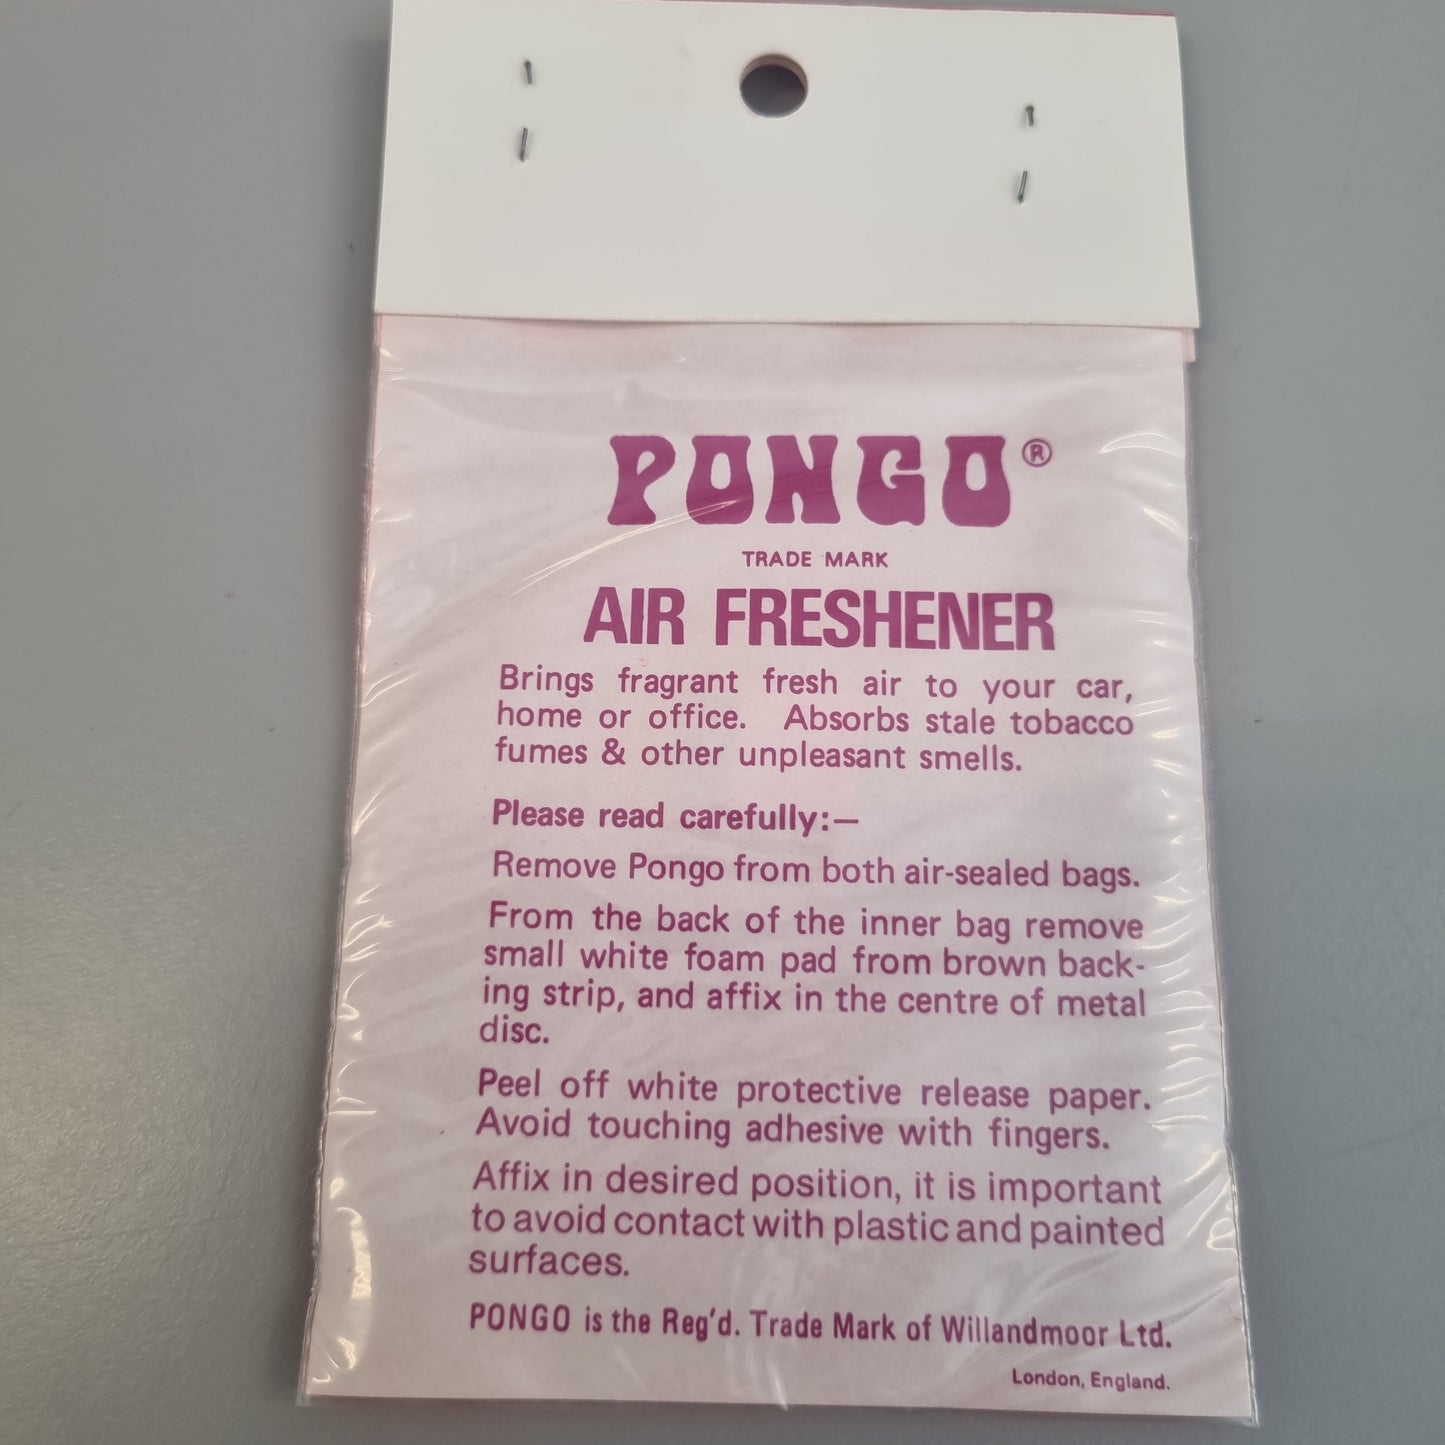 PONGO®
TRADE MARK
AIR FRESHENER
Brings fragrant fresh air to your car,
home or office. Absorbs stale tobacco
fumes & other unpleasant smells.
Please read carefully:—
Remove Pongo from both air-sealed bags.
From the back of the inner bag remove
small white foam pad from brown back-
ing strip, and affix in the centre of metal
disc.
Peel off white protective release paper.
Avoid touching adhesive with fingers.
Affix in desired position, it is important
to avoid contact with plastic and painted
surfaces.
PONGO is the Reg'd. Trade Mark of Willandmoor Ltd.
London, England.